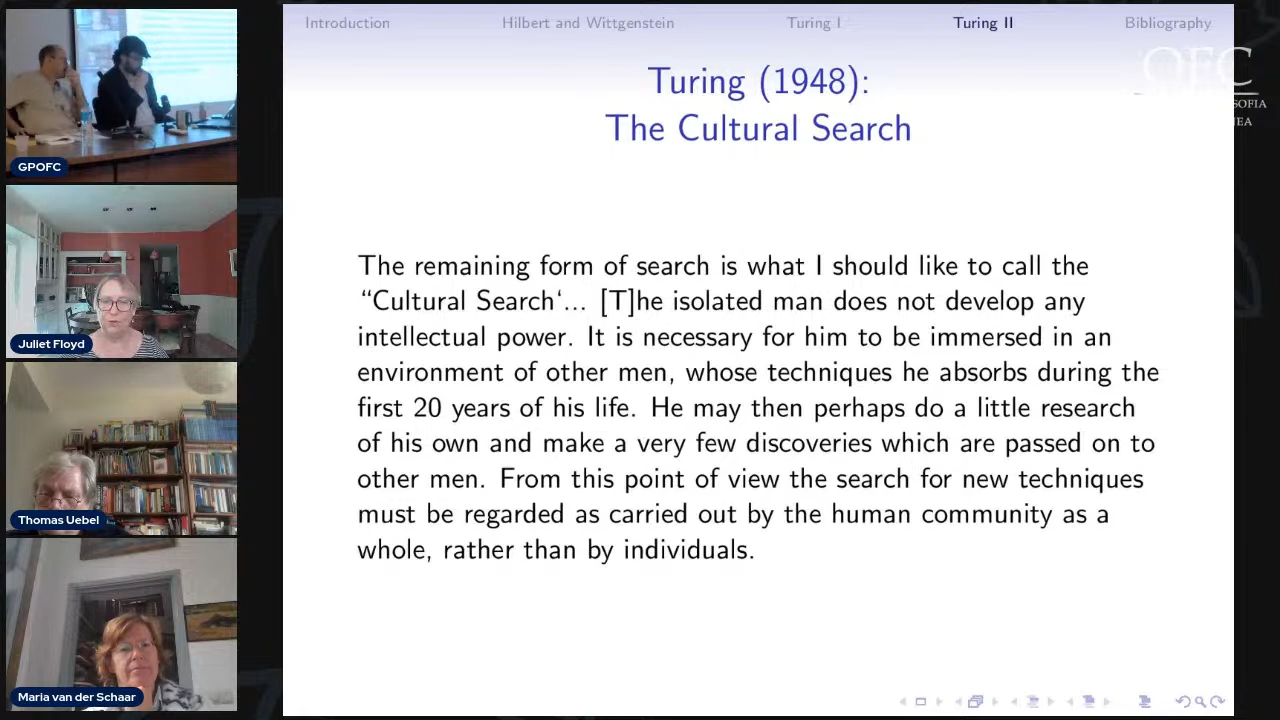 Introduction
Hilbert and Wittgenstein
Turing I
Turing II
Bibliography
OFC
SOFIA
NEA
Turing (1948):
The Cultural Search
The remaining form of search is what I should like to call the
“Cultural Search‘... [T]he isolated man does not develop any
intellectual power. It is necessary for him to be immersed in an
environment of other men, whose techniques he absorbs during the
first 20 years of his life. He may then perhaps do a little research
of his own and make a very few discoveries which are passed on to
other men. From this point of view the search for new techniques
must be regarded as carried out by the human community as a
whole, rather than by individuals.
GPOFC
Juliet Floyd
Thomas Uebel
Maria van der Schaar